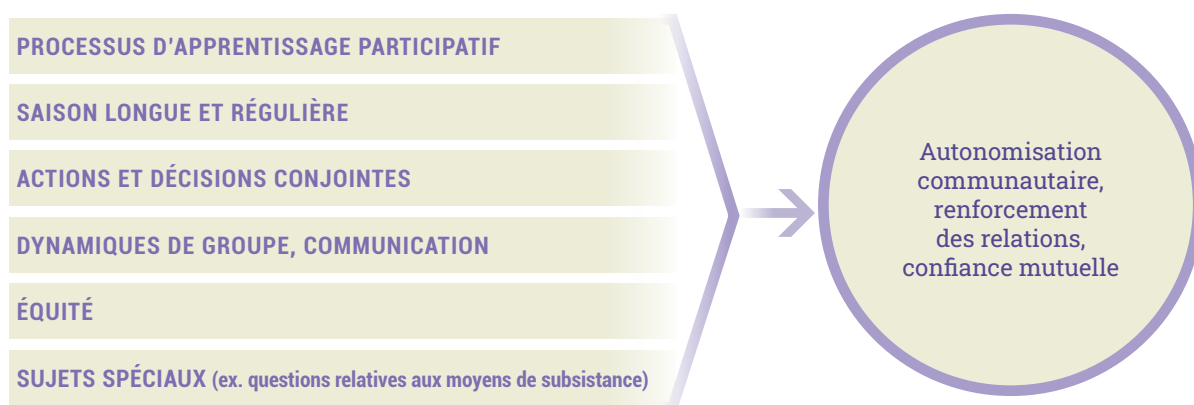 PROCESSUS D'APPRENTISSAGE PARTICIPATIF
SAISON LONGUE ET RÉGULIÈRE
ACTIONS ET DÉCISIONS CONJOINTES
DYNAMIQUES DE GROUPE, COMMUNICATION
ÉQUITÉ
SUJETS SPÉCIAUX (ex. questions relatives aux moyens de subsistance)
Autonomisation
communautaire,
renforcement
des relations,
confiance mutuelle